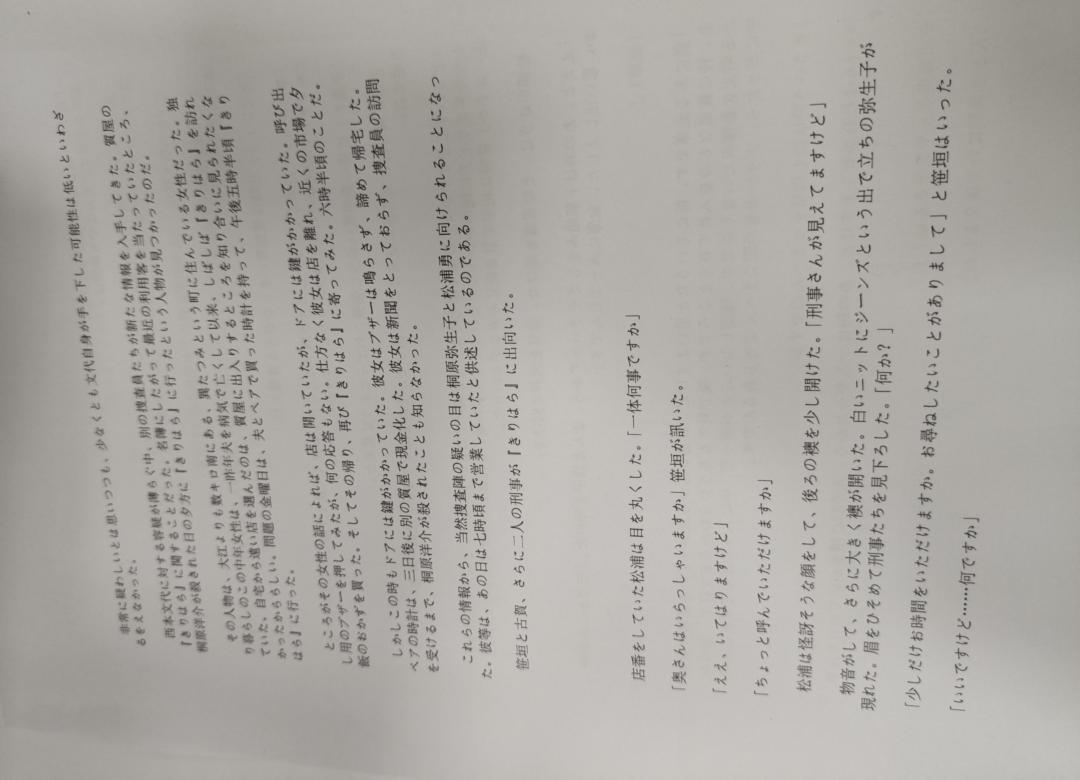 非常に疑わしいとは思いつつも、少なくとも文代自身が手を下した可能性は低いといわざ
るをえなかった。
西本文代に対する容疑が薄らぐ中、別の捜査員たちが新たな情報を入手してきた。質屋の
『きりはら』に関することだった。名簿にしたがって最近の利用客を当たっていたところ、
桐原洋介が殺された日の夕方に『きりはら』に行ったという人物が見つかったのだ。
その人物は、大江よりも数キロ南にある、巽たつみという町に住んでいる女性だった。独
り暮らしのこの中年女性は、一昨年夫を病気で亡くして以来、しばしば『きりはら』を訪れ
ていた。自宅から遠い店を選んだのは、質屋に出入りするところを知り合いに見られたくな
かったかららしい。問題の金曜日は、夫とペアで買った時計を持って、午後五時半頃『きり
はら』に行った。
ところがその女性の話によれば、店は開いていたが、ドアには鍵がかかっていた。呼び出
し用のブザーを押してみたが、何の応答もない。仕方なく彼女は店を離れ、近くの市場で夕
飯のおかずを買った。そしてその帰り、再び『きりはら』に寄ってみた。六時半頃のことだ。
しかしこの時もドアには鍵がかかっていた。彼女はブザーは鳴らさず、諦めて帰宅した。
ペアの時計は、三日後に別の質屋で現金化した。彼女は新聞をとっておらず、捜査員の訪問
を受けるまで、桐原洋介が殺されたことも知らなかった。
これらの情報から、当然捜査陣の疑いの目は桐原弥生子と松浦勇に向けられることになっ
た。彼等は、あの日は七時頃まで営業していたと供述しているのである。
笹垣と古賀、さらに二人の刑事が『きりはら』に出向いた。
店番をしていた松浦は目を丸くした。「一体何事ですか」
「奥さんはいらっしゃいますか」笹垣が訊いた。
「ええ、いてはりますけど」
「ちょっと呼んでいただけますか」
松浦は怪訝そうな顔をして、後ろの襖を少し開けた。「刑事さんが見えてますけど」
物音がして、さらに大きく襖が開いた。白いニットにジーンズという出で立ちの弥生子が
現れた。眉をひそめて刑事たちを見下ろした。「何か？」
「少しだけお時間をいただけますか。お尋ねしたいことがありまして」と笹垣はいった。
「いいですけど……何ですか」